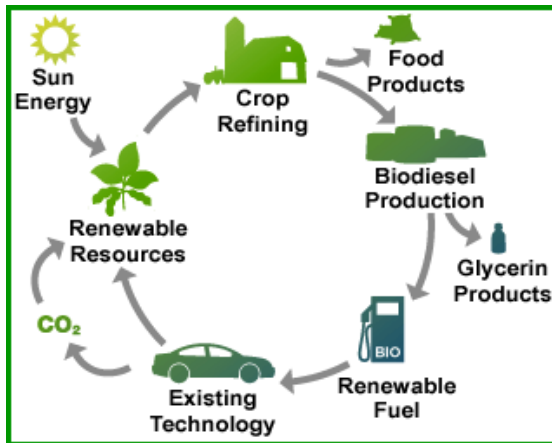 Sun
Energy
Crop
Refining
Food
Products
Biodiesel
Production
Glycerin
Products
BIO
Renewable
Fuel
Existing
Technology
CO₂
Renewable
Resources